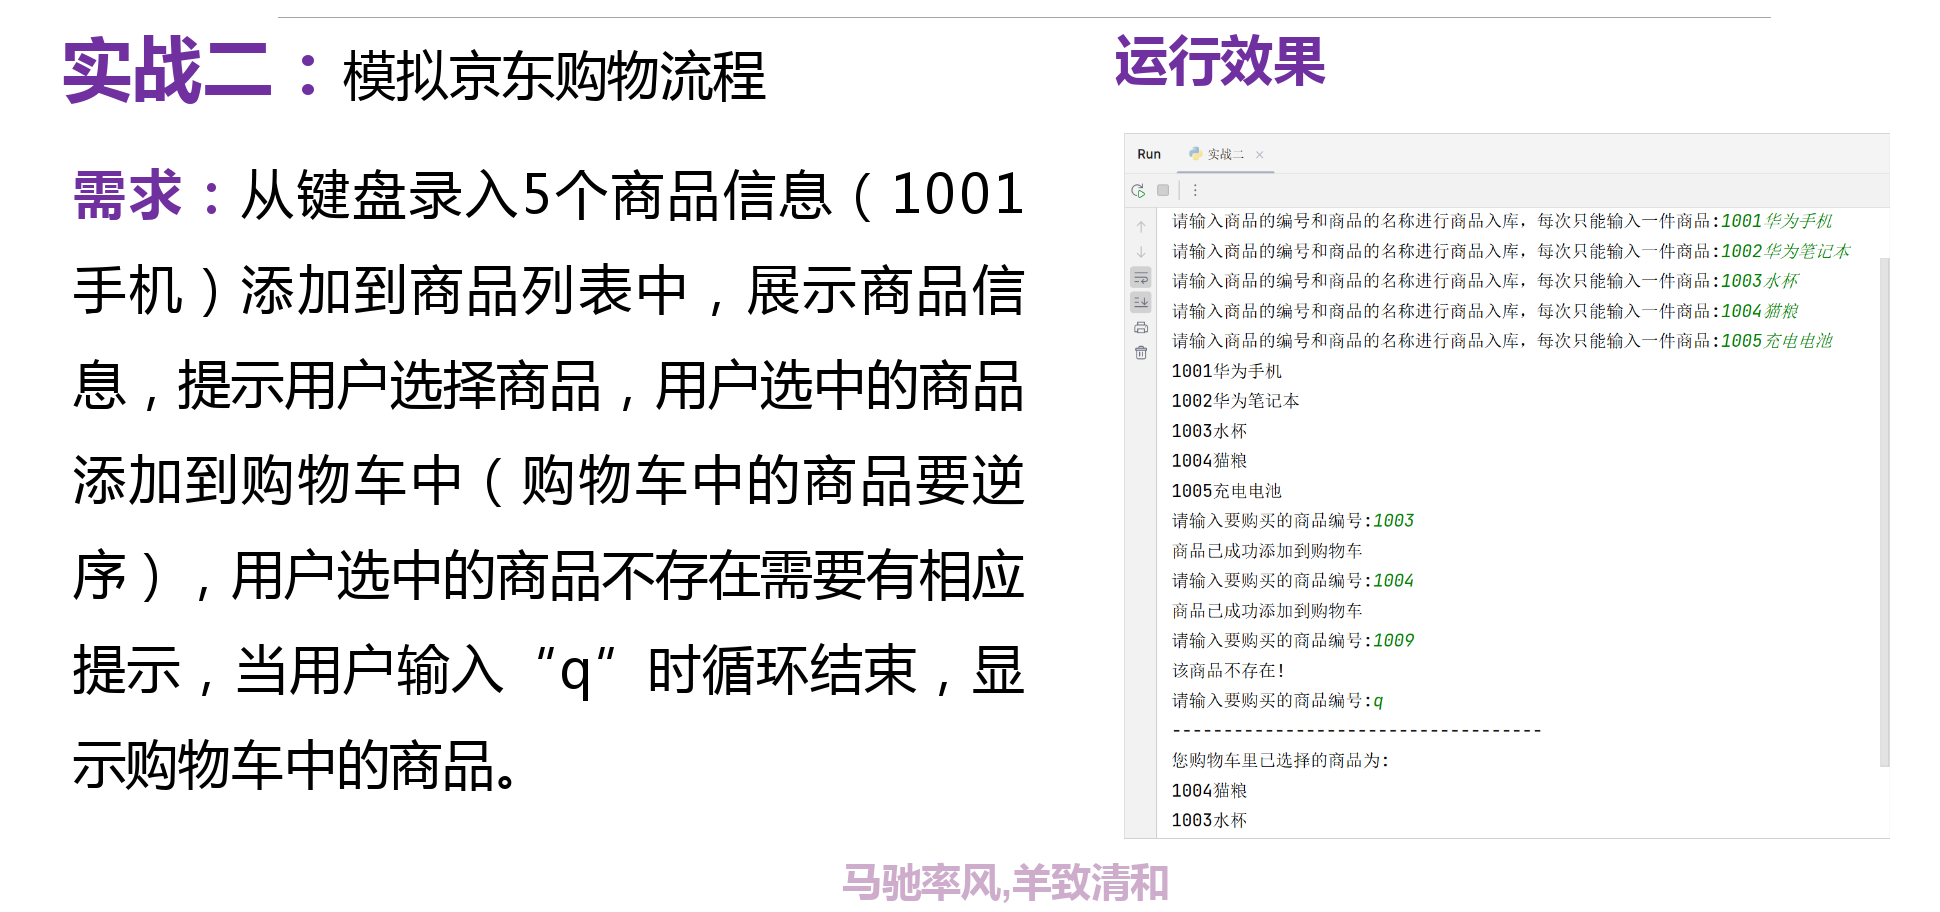 实战二：模拟京东购物流程
需求：从键盘录入5个商品信息（1001
手机）添加到商品列表中，展示商品信
息，提示用户选择商品，用户选中的商品
添加到购物车中（购物车中的商品要逆
序），用户选中的商品不存在需要有相应
提示，当用户输入“q“时循环结束，显
示购物车中的商品。
运行效果
Run 实战二 ×
请输入商品的编号和商品的名称进行商品入库，每次只能输入一件商品:1001华为手机
请输入商品的编号和商品的名称进行商品入库，每次只能输入一件商品:1002华为笔记本
请输入商品的编号和商品的名称进行商品入库，每次只能输入一件商品:1003水杯
请输入商品的编号和商品的名称进行商品入库，每次只能输入一件商品:1004猫粮
请输入商品的编号和商品的名称进行商品入库，每次只能输入一件商品:1005充电电池
1001华为手机
1002华为笔记本
1003水杯
1004猫粮
1005充电电池
请输入要购买的商品编号:1003
商品已成功添加到购物车
请输入要购买的商品编号:1004
商品已成功添加到购物车
请输入要购买的商品编号:1009
该商品不存在!
请输入要购买的商品编号:q
------------------------------------
您购物车里已选择的商品为:
1004猫粮
1003水杯
马驰率风,羊致清和